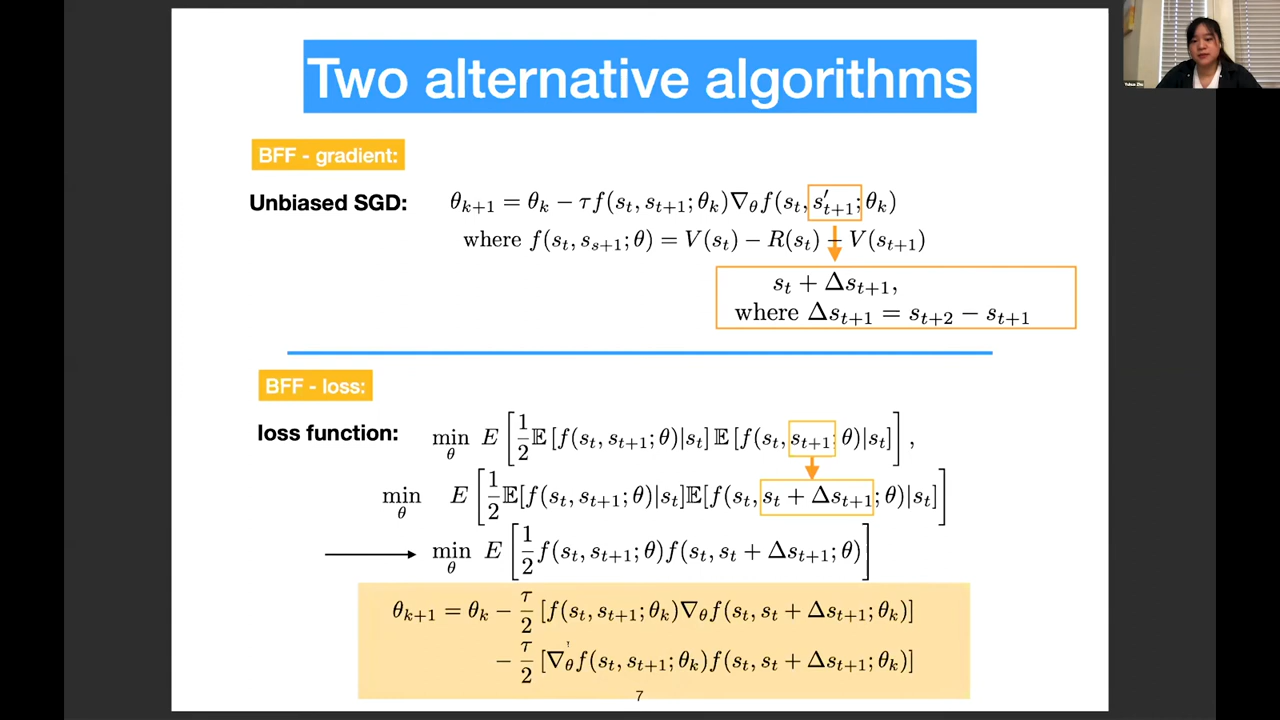 Two alternative algorithms
BFF - gradient:
Unbiased SGD: θ_{k+1} = θ_k − τ f(s_t, s_{t+1}; θ_k)∇_θ f(s_t, s′_{t+1}; θ_k)
where f(s_t, s_{s+1}; θ) = V(s_t) − R(s_t) − V(s_{t+1})
s_t + Δs_{t+1},
where Δs_{t+1} = s_{t+2} − s_{t+1}
BFF - loss:
loss function: min_θ E [ 1/2 𝔼 [f(s_t, s_{t+1}; θ)|s_t] 𝔼 [f(s_t, s_{t+1}; θ)|s_t] ] ,
min_θ E [ 1/2 𝔼[f(s_t, s_{t+1}; θ)|s_t]𝔼[f(s_t, s_t + Δs_{t+1}; θ)|s_t] ]
min_θ E [ 1/2 f(s_t, s_{t+1}; θ)f(s_t, s_t + Δs_{t+1}; θ) ]
θ_{k+1} = θ_k − τ/2 [f(s_t, s_{t+1}; θ_k)∇_θ f(s_t, s_t + Δs_{t+1}; θ_k)]
− τ/2 [∇_θ f(s_t, s_{t+1}; θ_k)f(s_t, s_t + Δs_{t+1}; θ_k)]
7